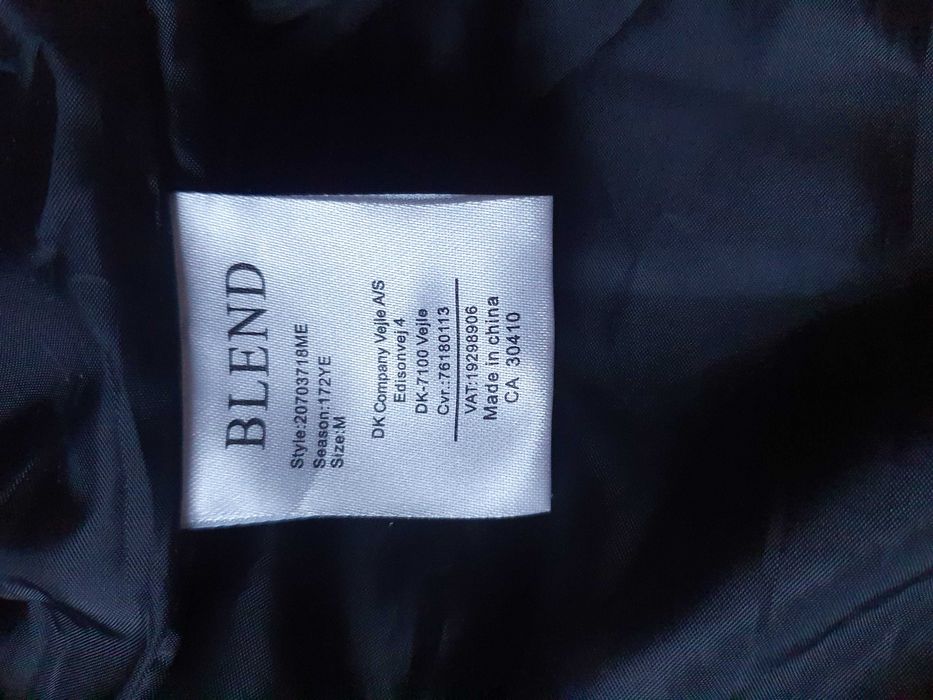 BLEND
Style:20703718ME
Season:172YE
Size:M
DK Company Vejle A/S
Edisonvej 4
DK-7100 Vejle
Cvr.:76180113
VAT:19298906
Made in china
CA 30410